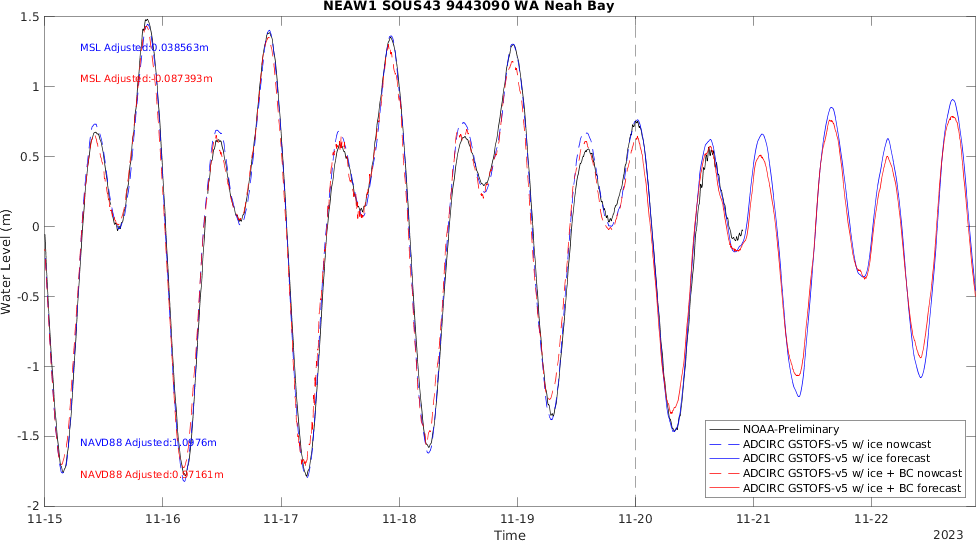 NEAW1 SOUS43 9443090 WA Neah Bay
1.5
1
0.5
0
-0.5
-1
-1.5
-2
Water Level (m)
MSL Adjusted:0.038563m
MSL Adjusted:-0.087393m
NAVD88 Adjusted:1.0976m
NAVD88 Adjusted:0.97161m
NOAA-Preliminary
ADCIRC GSTOFS-v5 w/ ice nowcast
ADCIRC GSTOFS-v5 w/ ice forecast
ADCIRC GSTOFS-v5 w/ ice + BC nowcast
ADCIRC GSTOFS-v5 w/ ice + BC forecast
11-15 11-16 11-17 11-18 11-19 11-20 11-21 11-22
Time
2023